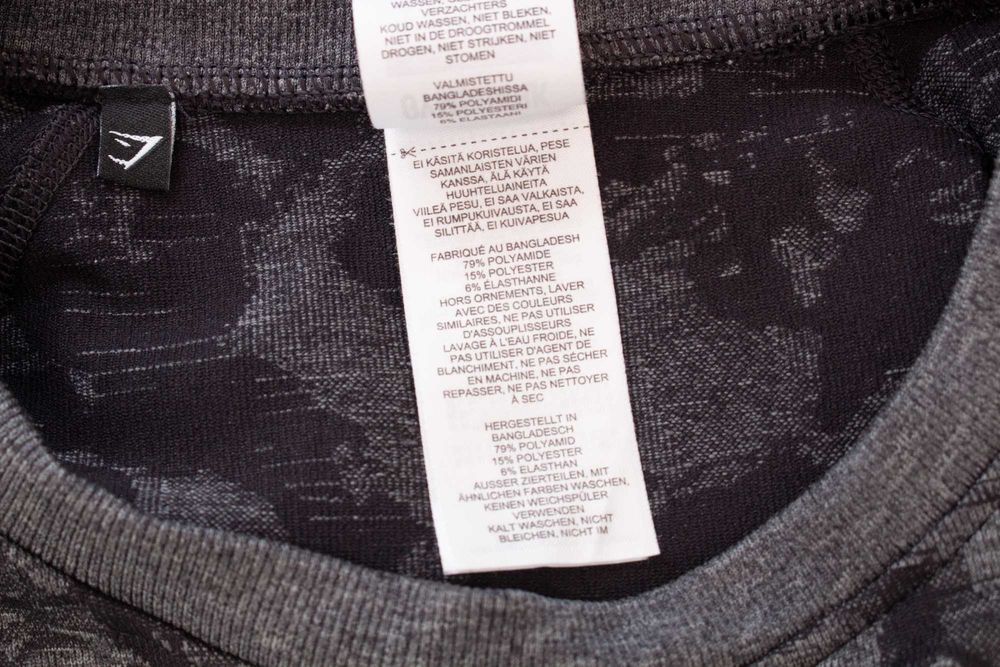 WASSEN,
VERZACHTERS
KOUD WASSEN, NIET BLEKEN,
NIET IN DE DROOGTROMMEL
DROGEN, NIET STRIJKEN, NIET
STOMEN
VALMISTETTU
BANGLADESHISSA
79% POLYAMIDI
15% POLYESTERI
6% ELASTAANI
EI KÄSITÄ KORISTELUA, PESE
SAMANLAISTEN VÄRIEN
KANSSA, ÄLÄ KÄYTÄ
HUUHTELUAINEITA
VIILEÄ PESU, EI SAA VALKAISTA,
EI RUMPUKUIVAUSTA, EI SAA
SILITTÄÄ, EI KUIVAPESUA
FABRIQUÉ AU BANGLADESH
79% POLYAMIDE
15% POLYESTER
6% ÉLASTHANNE
HORS ORNEMENTS, LAVER
AVEC DES COULEURS
SIMILAIRES, NE PAS UTILISER
D'ASSOUPLISSEURS
LAVAGE À L'EAU FROIDE, NE
PAS UTILISER D'AGENT DE
BLANCHIMENT, NE PAS SÉCHER
EN MACHINE, NE PAS
REPASSER, NE PAS NETTOYER
À SEC
HERGESTELLT IN
BANGLADESCH
79% POLYAMID
15% POLYESTER
6% ELASTHAN
AUSSER ZIERTEILEN. MIT
ÄHNLICHEN FARBEN WASCHEN,
KEINEN WEICHSPÜLER
VERWENDEN
KALT WASCHEN, NICHT
BLEICHEN, NICHT IM